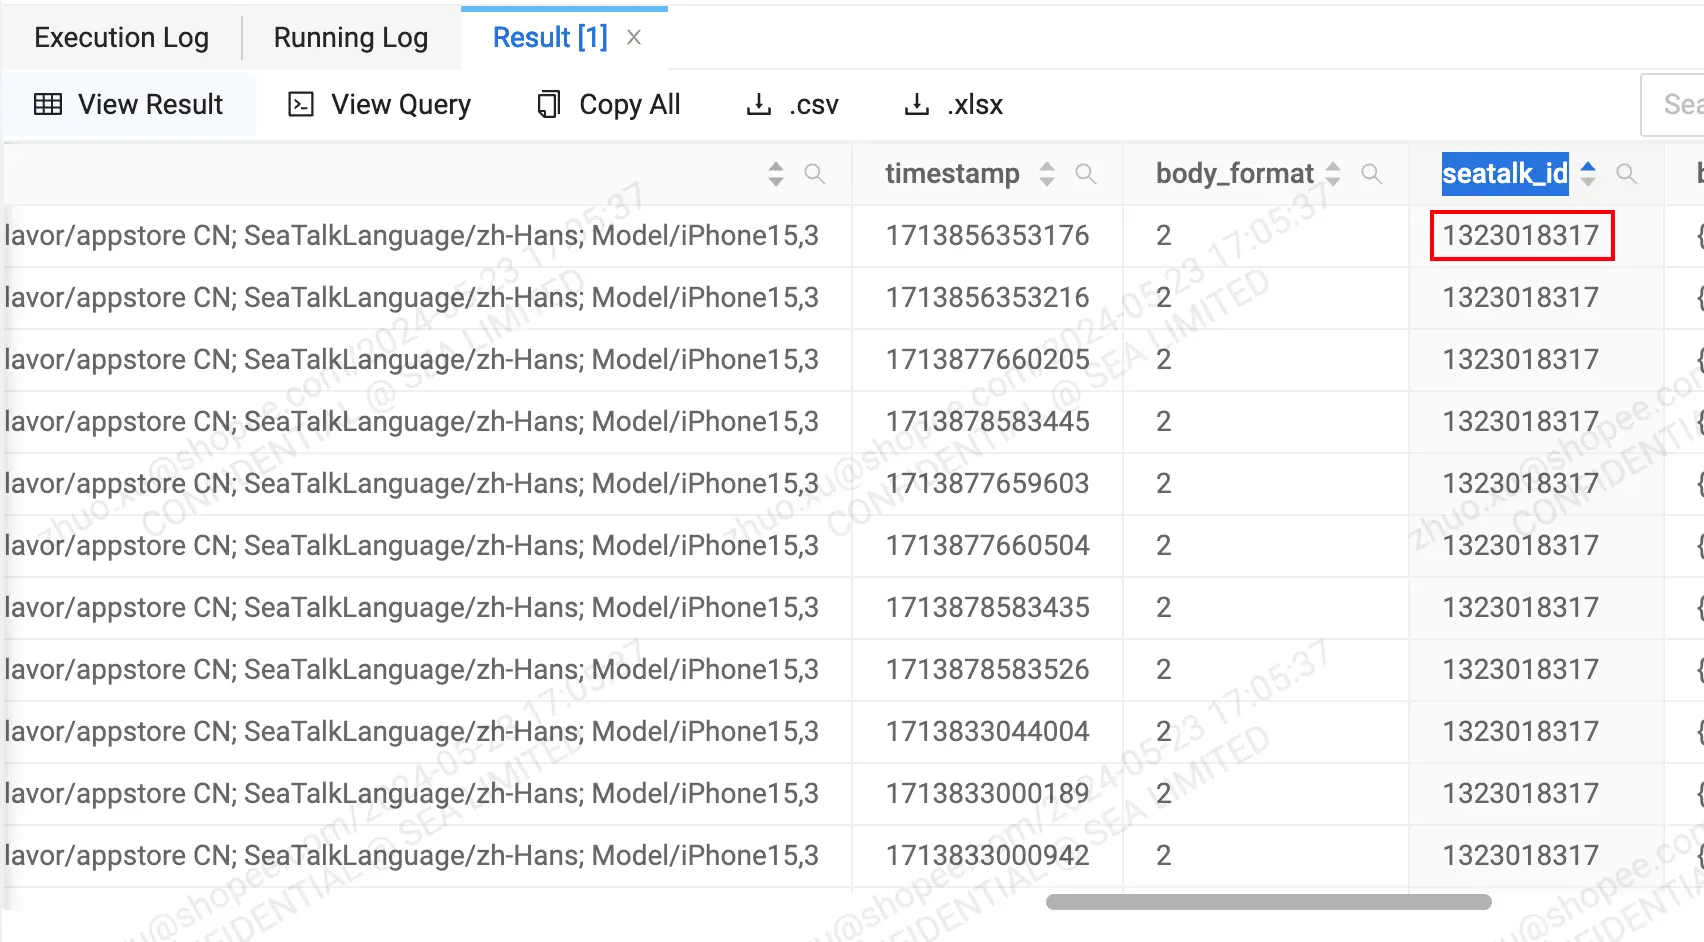 Execution Log Running Log Result [1]
View Result View Query Copy All .csv .xlsx Sea
timestamp body_format seatalk_id
lavor/appstore CN; SeaTalkLanguage/zh-Hans; Model/iPhone15,3 1713856353176 2 1323018317 {
lavor/appstore CN; SeaTalkLanguage/zh-Hans; Model/iPhone15,3 1713856353216 2 1323018317 {
lavor/appstore CN; SeaTalkLanguage/zh-Hans; Model/iPhone15,3 1713877660205 2 1323018317 {
lavor/appstore CN; SeaTalkLanguage/zh-Hans; Model/iPhone15,3 1713878583445 2 1323018317 {
lavor/appstore CN; SeaTalkLanguage/zh-Hans; Model/iPhone15,3 1713877659603 2 1323018317 {
lavor/appstore CN; SeaTalkLanguage/zh-Hans; Model/iPhone15,3 1713877660504 2 1323018317 {
lavor/appstore CN; SeaTalkLanguage/zh-Hans; Model/iPhone15,3 1713878583435 2 1323018317 {
lavor/appstore CN; SeaTalkLanguage/zh-Hans; Model/iPhone15,3 1713878583526 2 1323018317 {
lavor/appstore CN; SeaTalkLanguage/zh-Hans; Model/iPhone15,3 1713833044004 2 1323018317 {
lavor/appstore CN; SeaTalkLanguage/zh-Hans; Model/iPhone15,3 1713833000189 2 1323018317 {
lavor/appstore CN; SeaTalkLanguage/zh-Hans; Model/iPhone15,3 1713833000942 2 1323018317 {
zhuo.xu@shopee.com/2024-05-23 17:05:37
CONFIDENTIAL @ SEA LIMITED